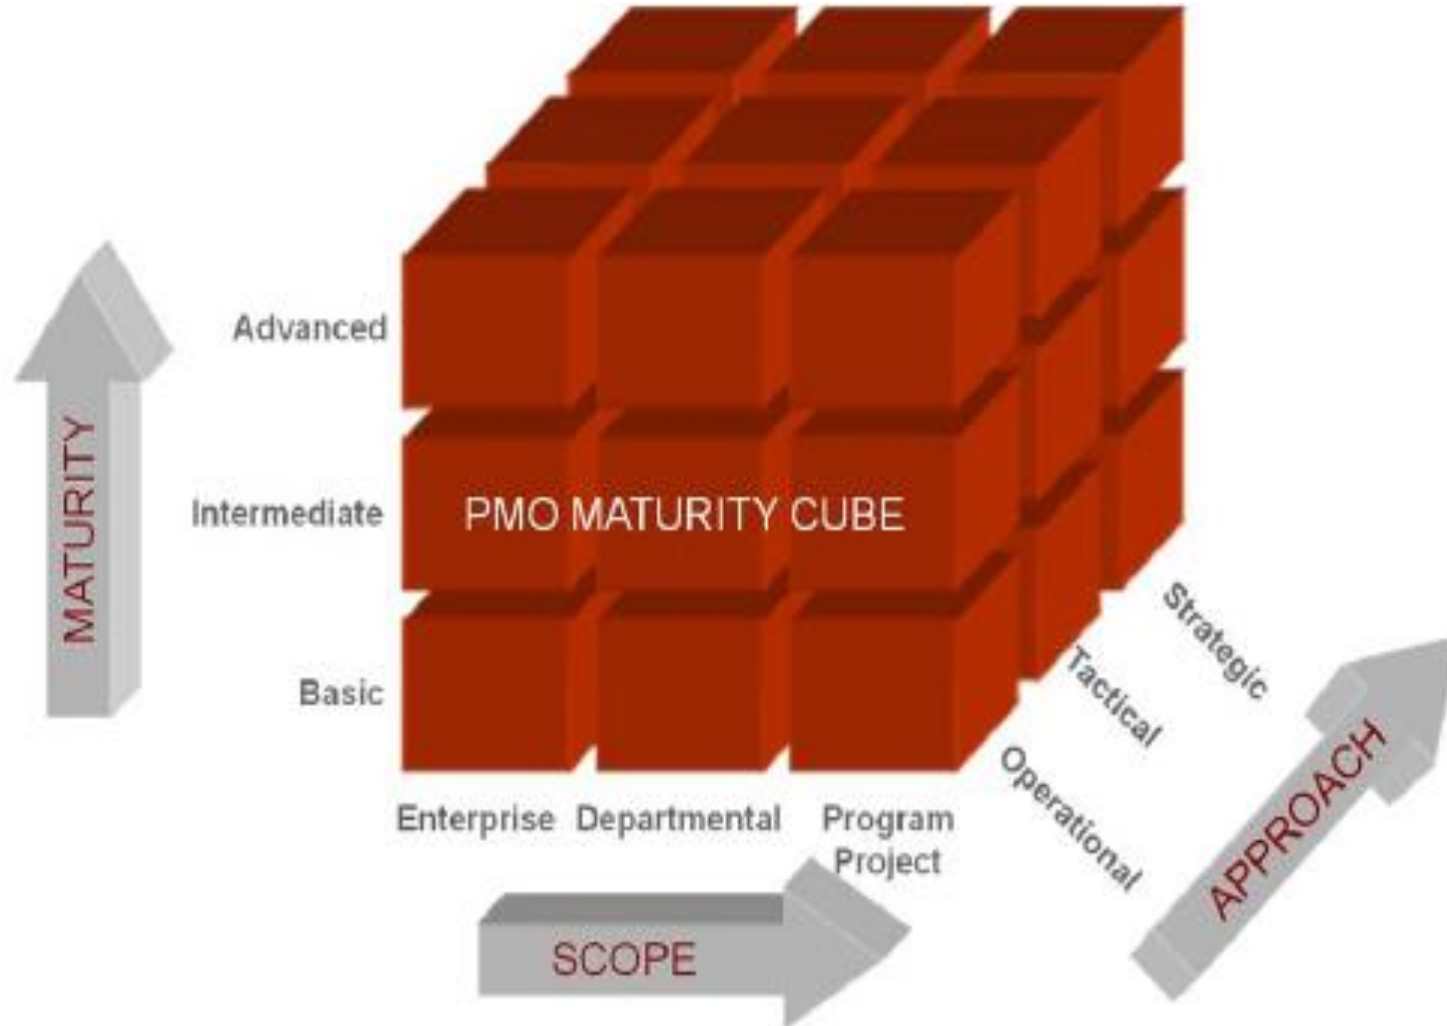 Advanced
MATURITY
Intermediate
PMO MATURITY CUBE
Basic
Strategic
Tactical
Operational
Enterprise
Departmental
Program
Project
APPROACH
SCOPE